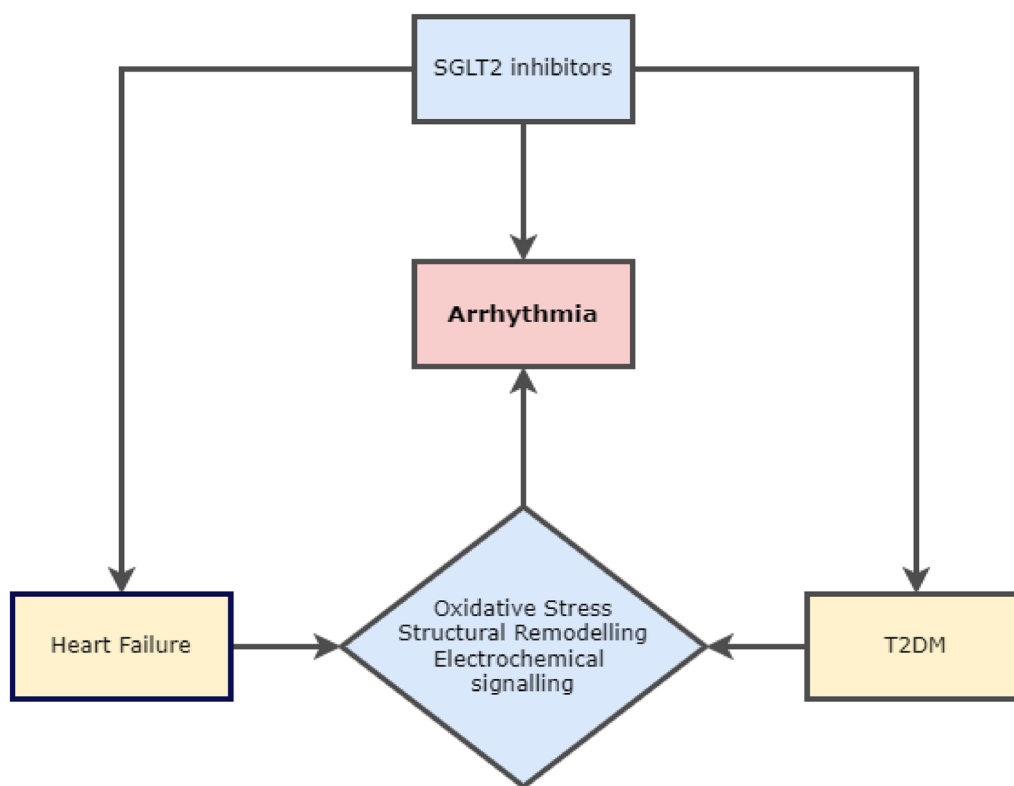 SGLT2 inhibitors
Arrhythmia
Oxidative Stress
Structural Remodelling
Electrochemical
signalling
Heart Failure
T2DM